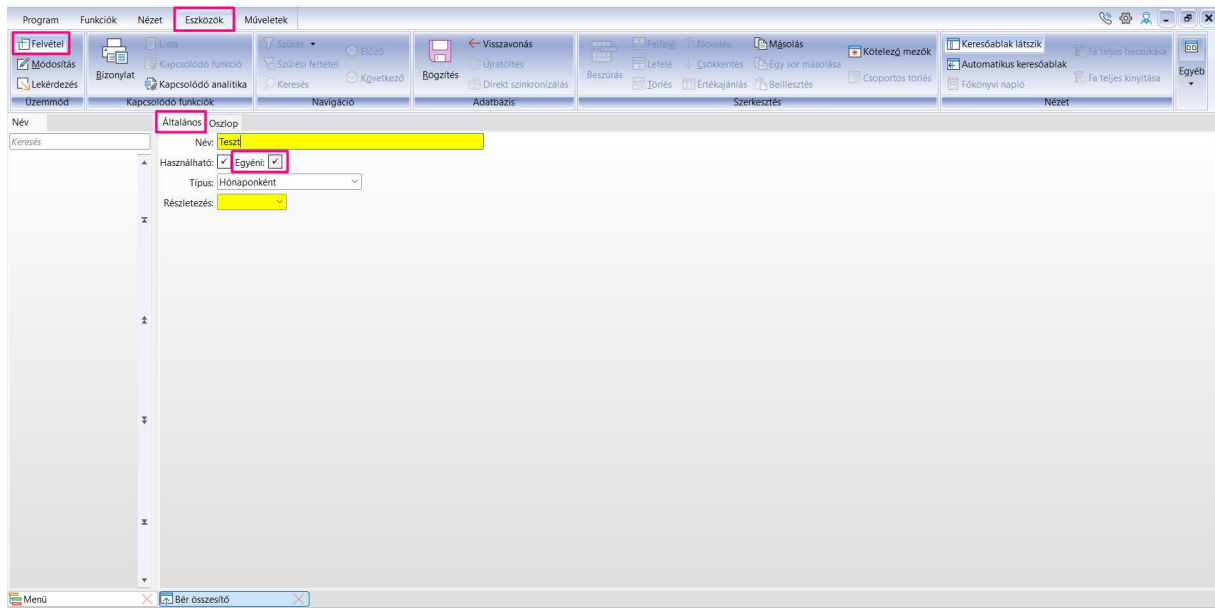 Program Funkciók Nézet Eszközök Műveletek
Felvétel Lista Szűrés Előző Visszavonás Felfelé Növelés Másolás Kötelező mezők Keresőablak látszik Fa teljes becsukása
Módosítás Bizonylat Kapcsolódó funkció Szűrési feltétel Rögzítés Újratöltés Beszúrás Lefelé Csökkentés Egy sor másolása Automatikus keresőablak Egyéb
Lekérdezés Kapcsolódó analitika Keresés Következő Direkt szinkronizálás Törlés Értékajánlás Beillesztés Csoportos törlés Főkönyvi napló Fa teljes kinyitása
Üzemmód Kapcsolódó funkciók Navigáció Adatbázis Szerkesztés Nézet
Név Általános Oszlop
Keresés Név: Teszt
Használható: Egyéni:
Típus: Hónaponként
Részletezés:
Menü Bér összesítő